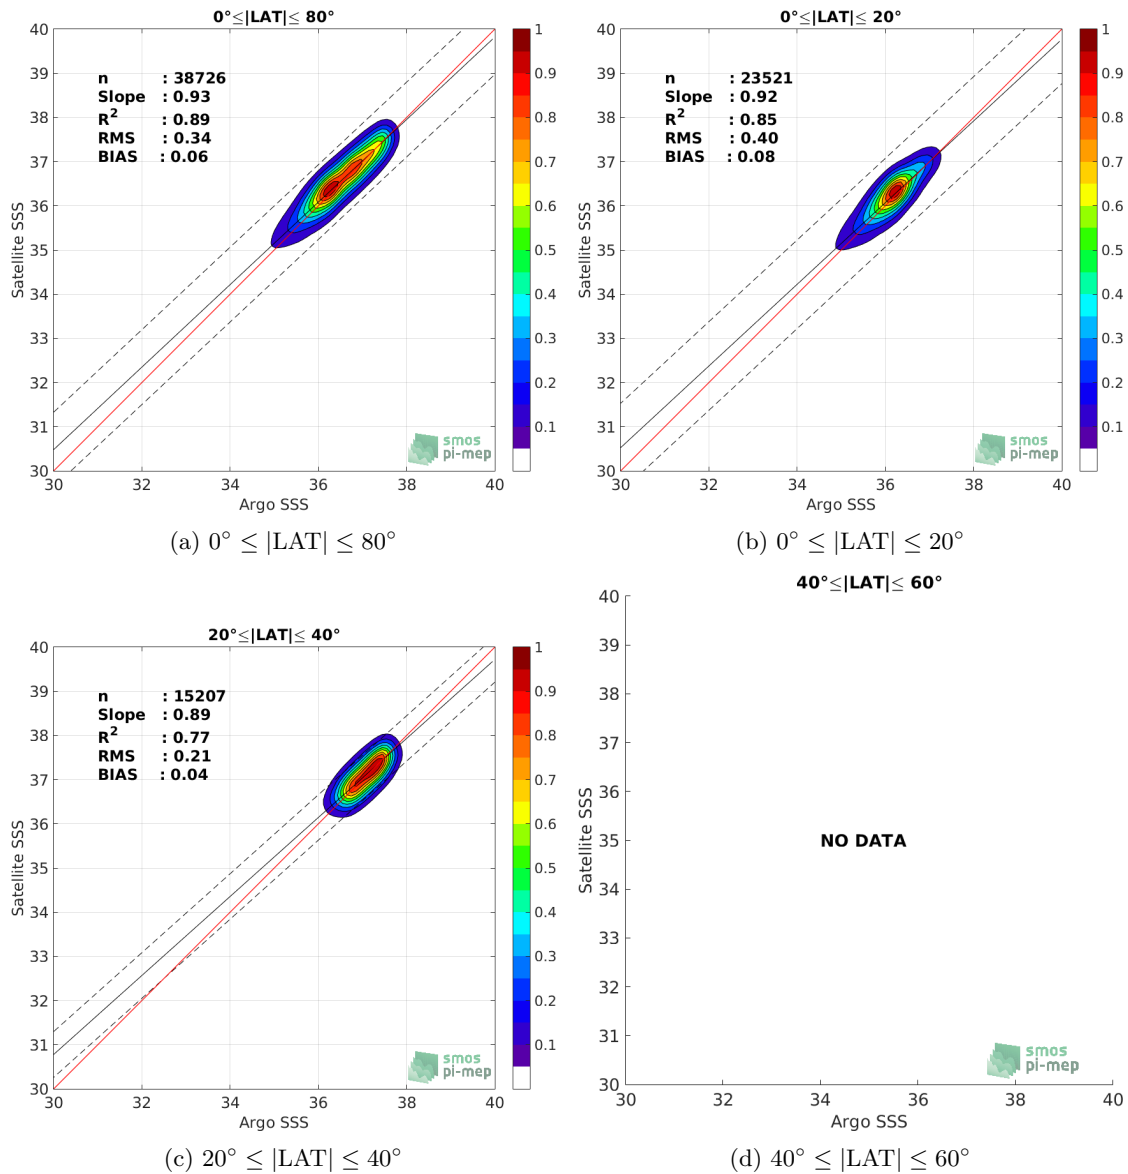 0°≤|LAT|≤ 80°
40
39
38
37
36
35
34
33
32
31
30
Satellite SSS
n : 38726
Slope : 0.93
R2 : 0.89
RMS : 0.34
BIAS : 0.06
smos
pi-mep
30 32 34 36 38 40
Argo SSS
1
0.9
0.8
0.7
0.6
0.5
0.4
0.3
0.2
0.1
(a) 0° ≤ |LAT| ≤ 80°
0°≤|LAT|≤ 20°
40
39
38
37
36
35
34
33
32
31
30
Satellite SSS
n : 23521
Slope : 0.92
R2 : 0.85
RMS : 0.40
BIAS : 0.08
smos
pi-mep
30 32 34 36 38 40
Argo SSS
1
0.9
0.8
0.7
0.6
0.5
0.4
0.3
0.2
0.1
(b) 0° ≤ |LAT| ≤ 20°
20°≤|LAT|≤ 40°
40
39
38
37
36
35
34
33
32
31
30
Satellite SSS
n : 15207
Slope : 0.89
R2 : 0.77
RMS : 0.21
BIAS : 0.04
smos
pi-mep
30 32 34 36 38 40
Argo SSS
1
0.9
0.8
0.7
0.6
0.5
0.4
0.3
0.2
0.1
(c) 20° ≤ |LAT| ≤ 40°
40°≤|LAT|≤ 60°
40
39
38
37
36
35
34
33
32
31
30
Satellite SSS
NO DATA
smos
pi-mep
30 32 34 36 38 40
Argo SSS
(d) 40° ≤ |LAT| ≤ 60°